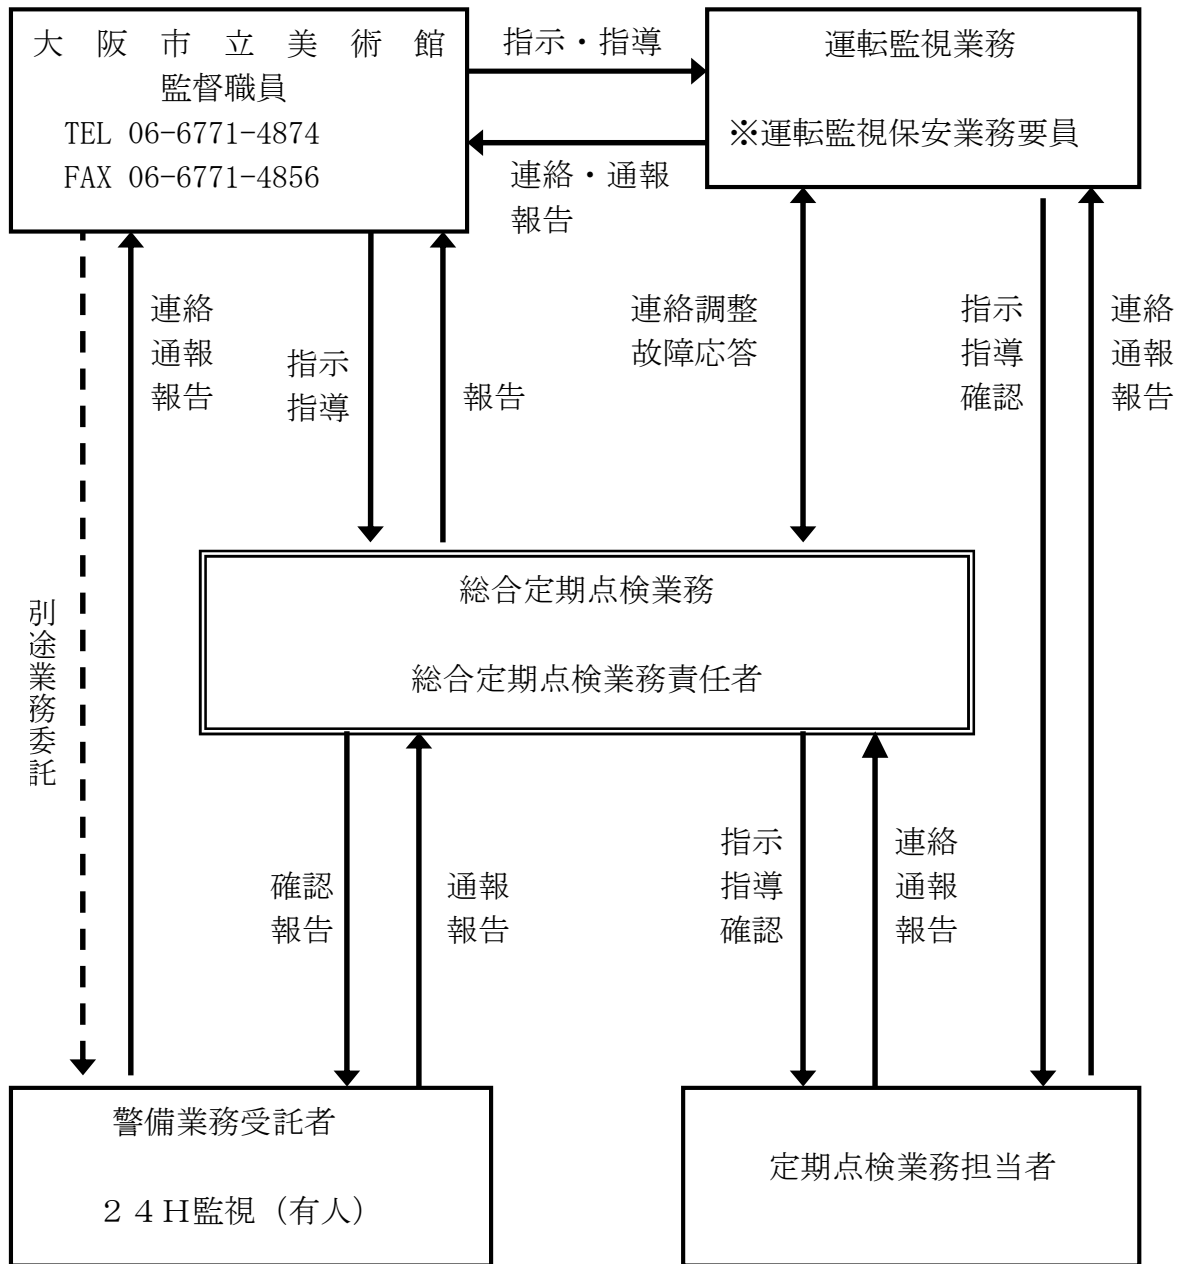 大阪市立美術館
監督職員
TEL 06-6771-4874
FAX 06-6771-4856
指示・指導
連絡・通報
報告
運転監視業務
※運転監視保安業務要員
連絡
通報
報告
指示
指導
報告
連絡調整
故障応答
指示
指導
確認
連絡
通報
報告
別途業務委託
総合定期点検業務
総合定期点検業務責任者
確認
報告
通報
報告
指示
指導
確認
連絡
通報
報告
警備業務受託者
２４Ｈ監視（有人）
定期点検業務担当者